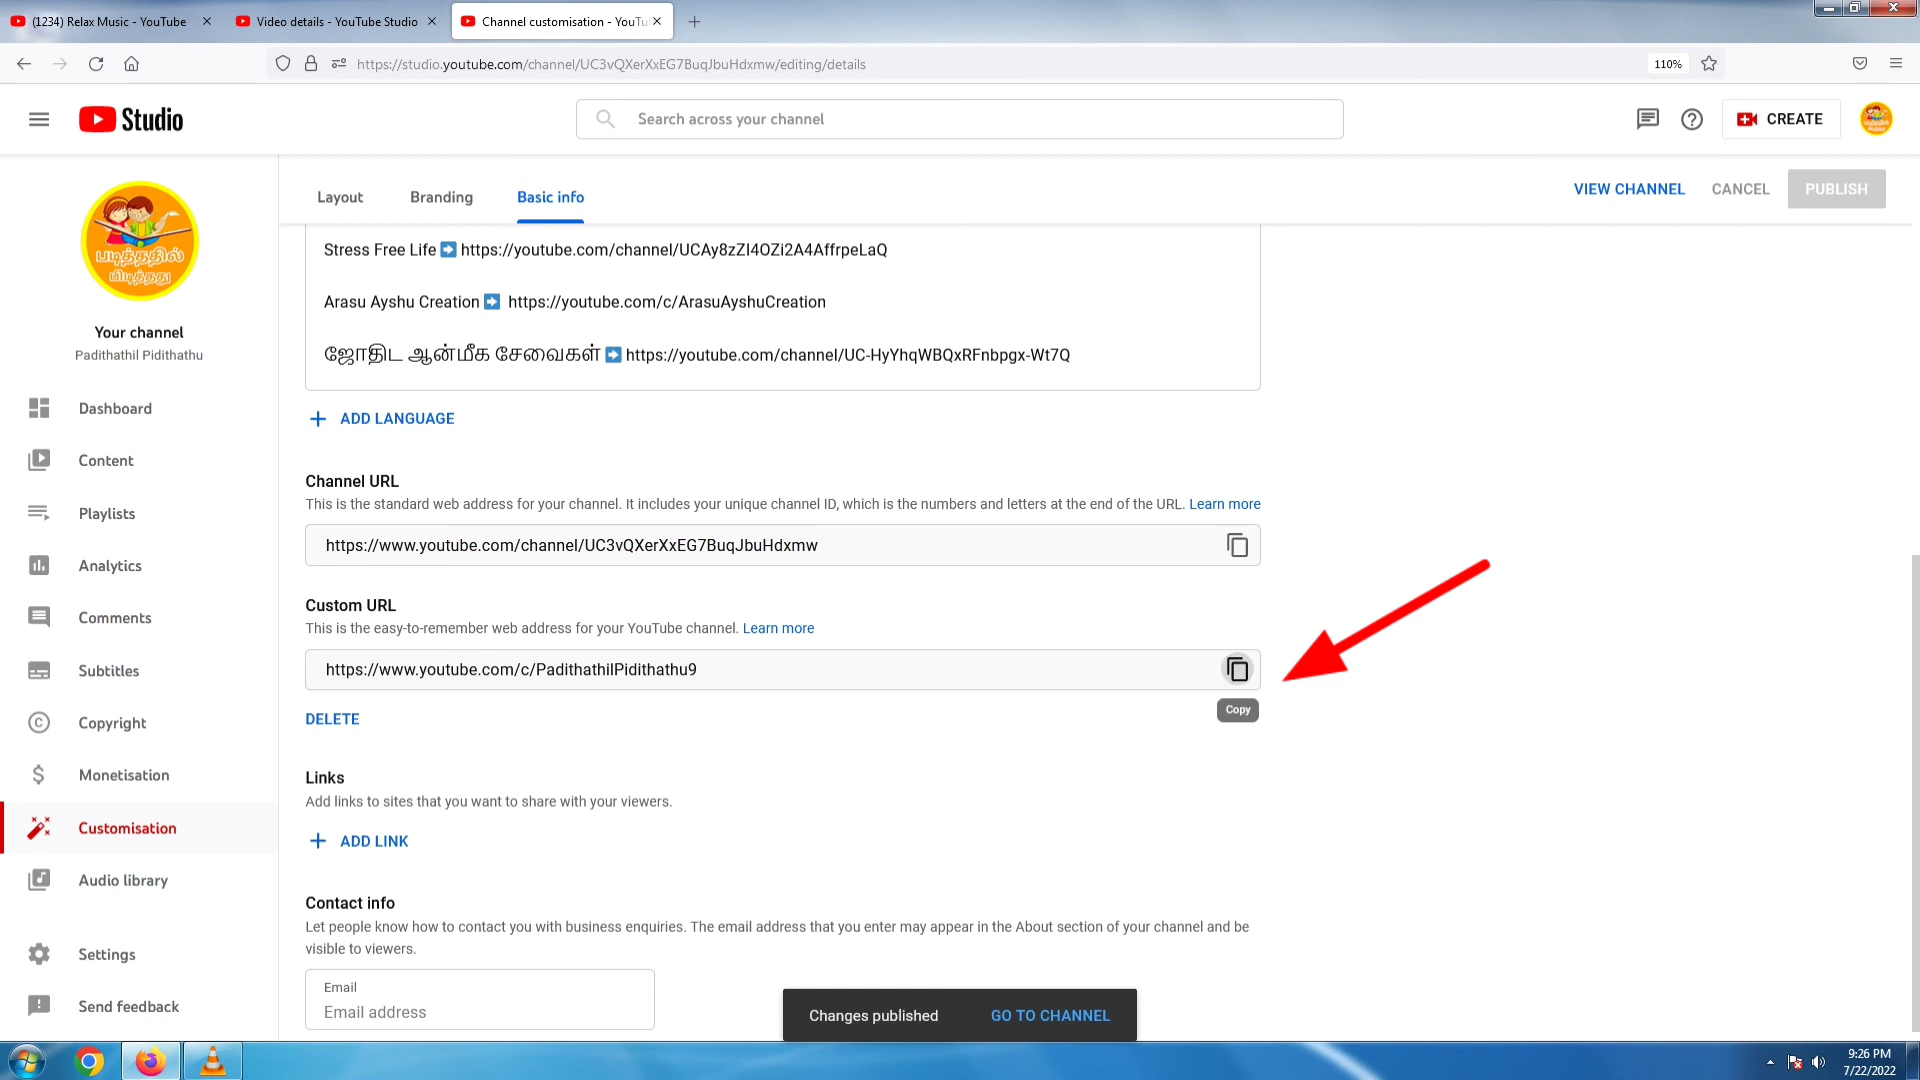 (1234) Relax Music - YouTube
Video details - YouTube Studio
Channel customisation - YouTu
https://studio.youtube.com/channel/UC3vQXerXxEG7BuqJbuHdxmw/editing/details
110%
Studio
Search across your channel
CREATE
Layout
Branding
Basic info
VIEW CHANNEL
CANCEL
PUBLISH
படித்ததில்
பிடித்தது
Your channel
Padithathil Pidithathu
Dashboard
Content
Playlists
Analytics
Comments
Subtitles
Copyright
Monetisation
Customisation
Audio library
Settings
Send feedback
Stress Free Life ➡ https://youtube.com/channel/UCAy8zZI4OZi2A4AffrpeLaQ
Arasu Ayshu Creation ➡ https://youtube.com/c/ArasuAyshuCreation
ஜோதிட ஆன்மீக சேவைகள் ➡ https://youtube.com/channel/UC-HyYhqWBQxRFnbpgx-Wt7Q
ADD LANGUAGE
Channel URL
This is the standard web address for your channel. It includes your unique channel ID, which is the numbers and letters at the end of the URL. Learn more
https://www.youtube.com/channel/UC3vQXerXxEG7BuqJbuHdxmw
Custom URL
This is the easy-to-remember web address for your YouTube channel. Learn more
https://www.youtube.com/c/PadithathilPidithathu9
Copy
DELETE
Links
Add links to sites that you want to share with your viewers.
ADD LINK
Contact info
Let people know how to contact you with business enquiries. The email address that you enter may appear in the About section of your channel and be
visible to viewers.
Email
Email address
Changes published
GO TO CHANNEL
9:26 PM
7/22/2022